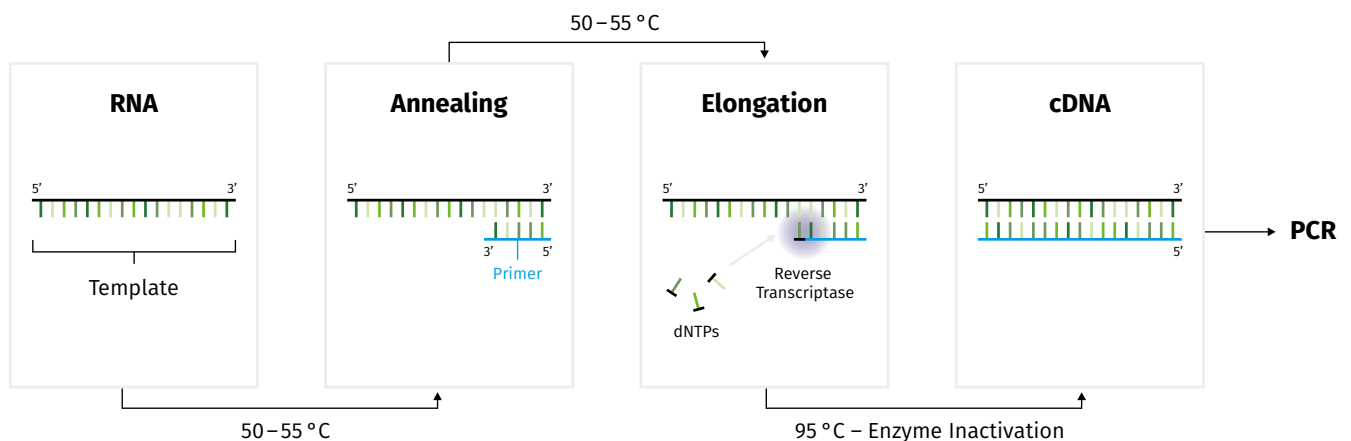 50 – 55 °C
RNA
5’ 3’
Template
Annealing
5’ 3’
3’ 5’
Primer
Elongation
5’ 3’
Reverse
Transcriptase
dNTPs
cDNA
5’ 3’
5’
PCR
50 – 55 °C
95 °C – Enzyme Inactivation